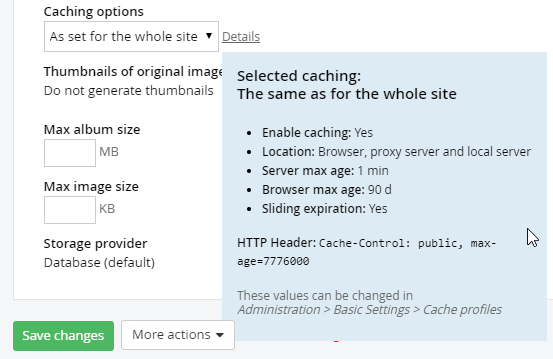 Caching options
As set for the whole site
Details
Thumbnails of original image
Do not generate thumbnails
Max album size
MB
Max image size
KB
Storage provider
Database (default)
Selected caching:
The same as for the whole site
Enable caching: Yes
Location: Browser, proxy server and local server
Server max age: 1 min
Browser max age: 90 d
Sliding expiration: Yes
HTTP Header: Cache-Control: public, max-
age=7776000
These values can be changed in
Administration > Basic Settings > Cache profiles
Save changes
More actions